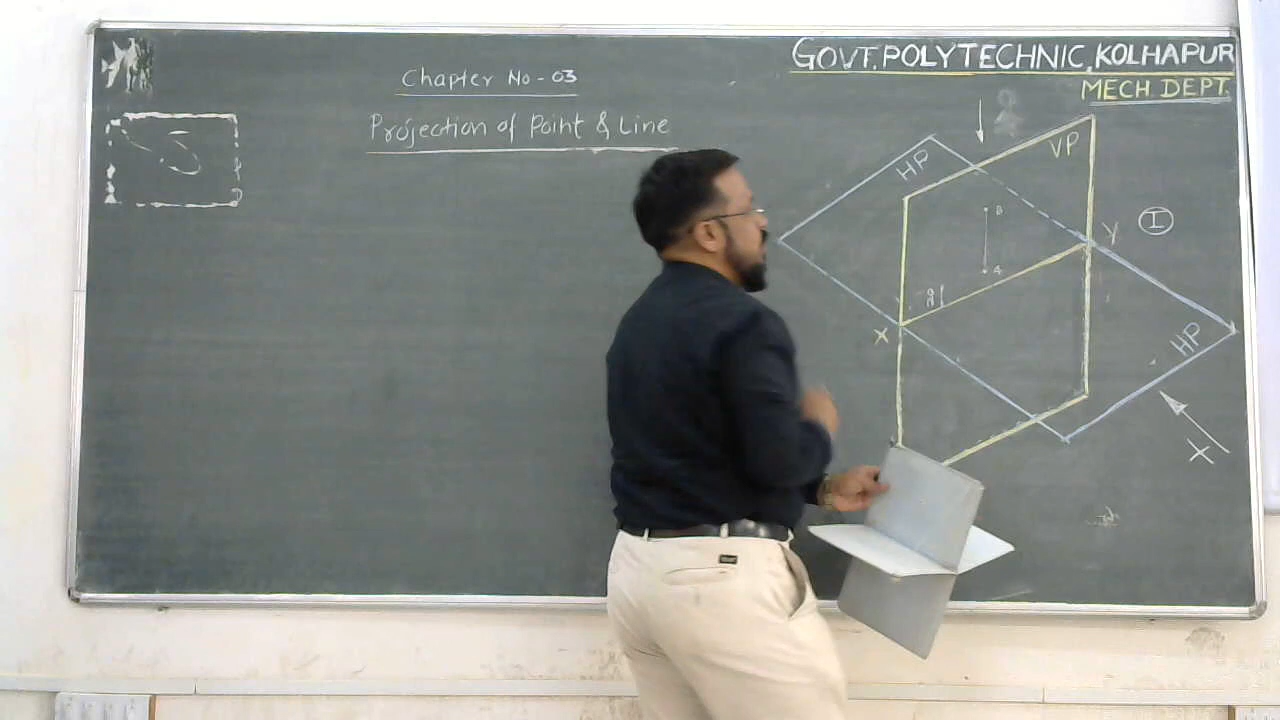 GOVT. POLYTECHNIC, KOLHAPUR
MECH. DEPT.
Chapter No - 03
Projection of Point & Line
HP
VP
B
Y
I
A
X
HP
X